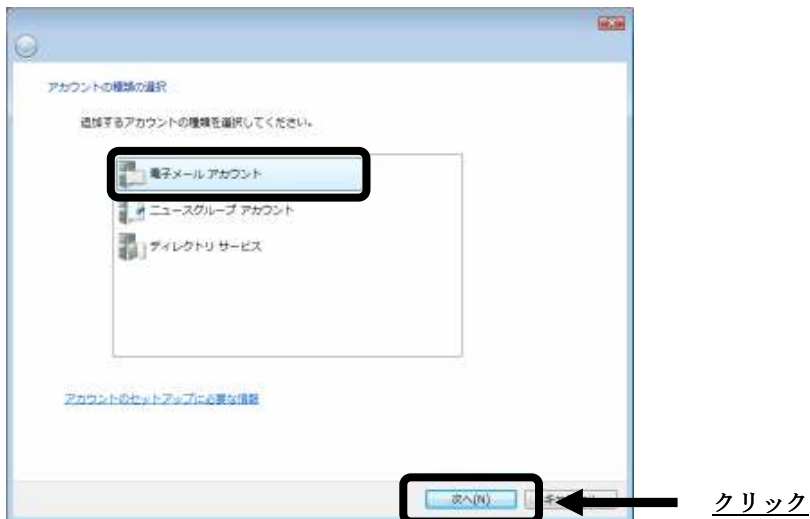 アカウントの種類の選択
追加するアカウントの種類を選択してください。
電子メール アカウント
ニュースグループ アカウント
ディレクトリ サービス
アカウントのセットアップに必要な情報
次へ(N)
クリック